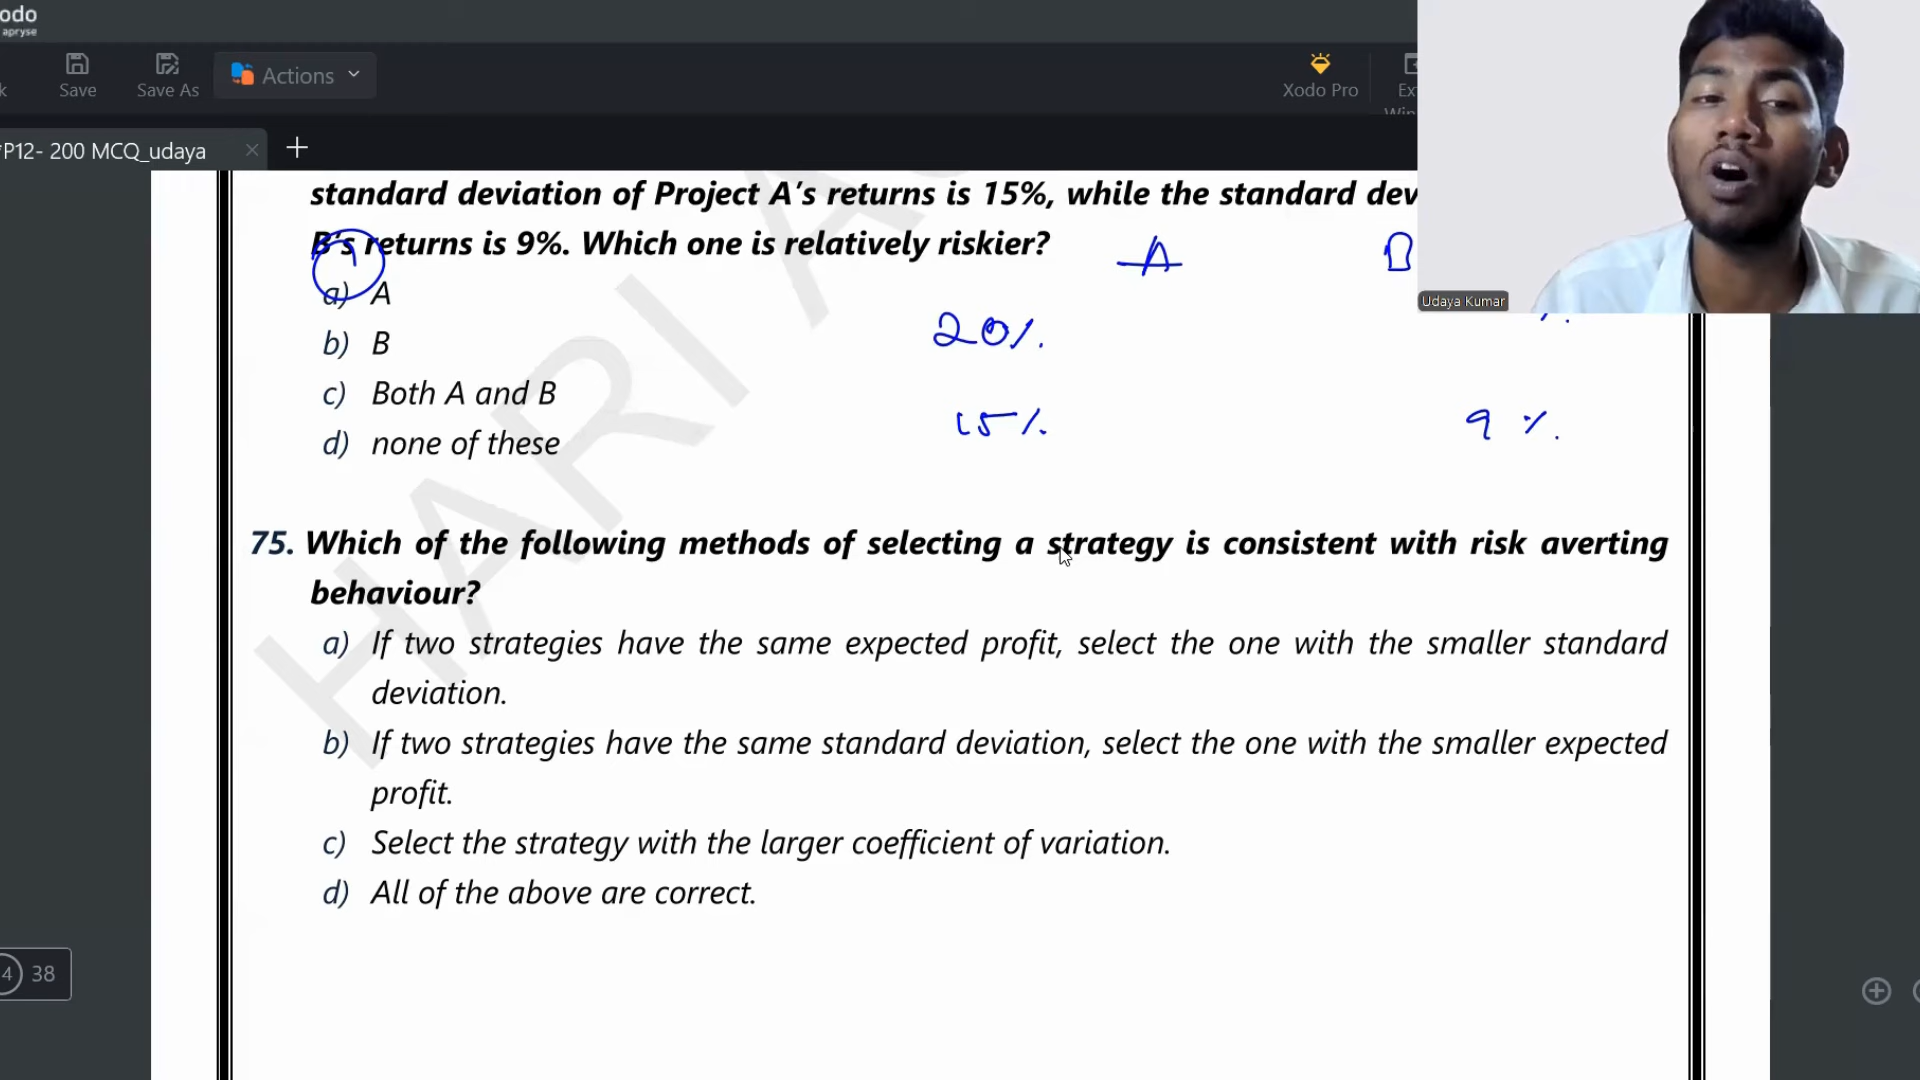 odo
apryse
Save
Save As
Actions
Xodo Pro
P12- 200 MCQ_udaya
Udaya Kumar
standard deviation of Project A's returns is 15%, while the standard dev
B's returns is 9%. Which one is relatively riskier?
A
a) A
b) B
20%.
c) Both A and B
15%.
9 %.
d) none of these
HARI
75. Which of the following methods of selecting a strategy is consistent with risk averting
behaviour?
a) If two strategies have the same expected profit, select the one with the smaller standard
deviation.
b) If two strategies have the same standard deviation, select the one with the smaller expected
profit.
c) Select the strategy with the larger coefficient of variation.
d) All of the above are correct.
4 38